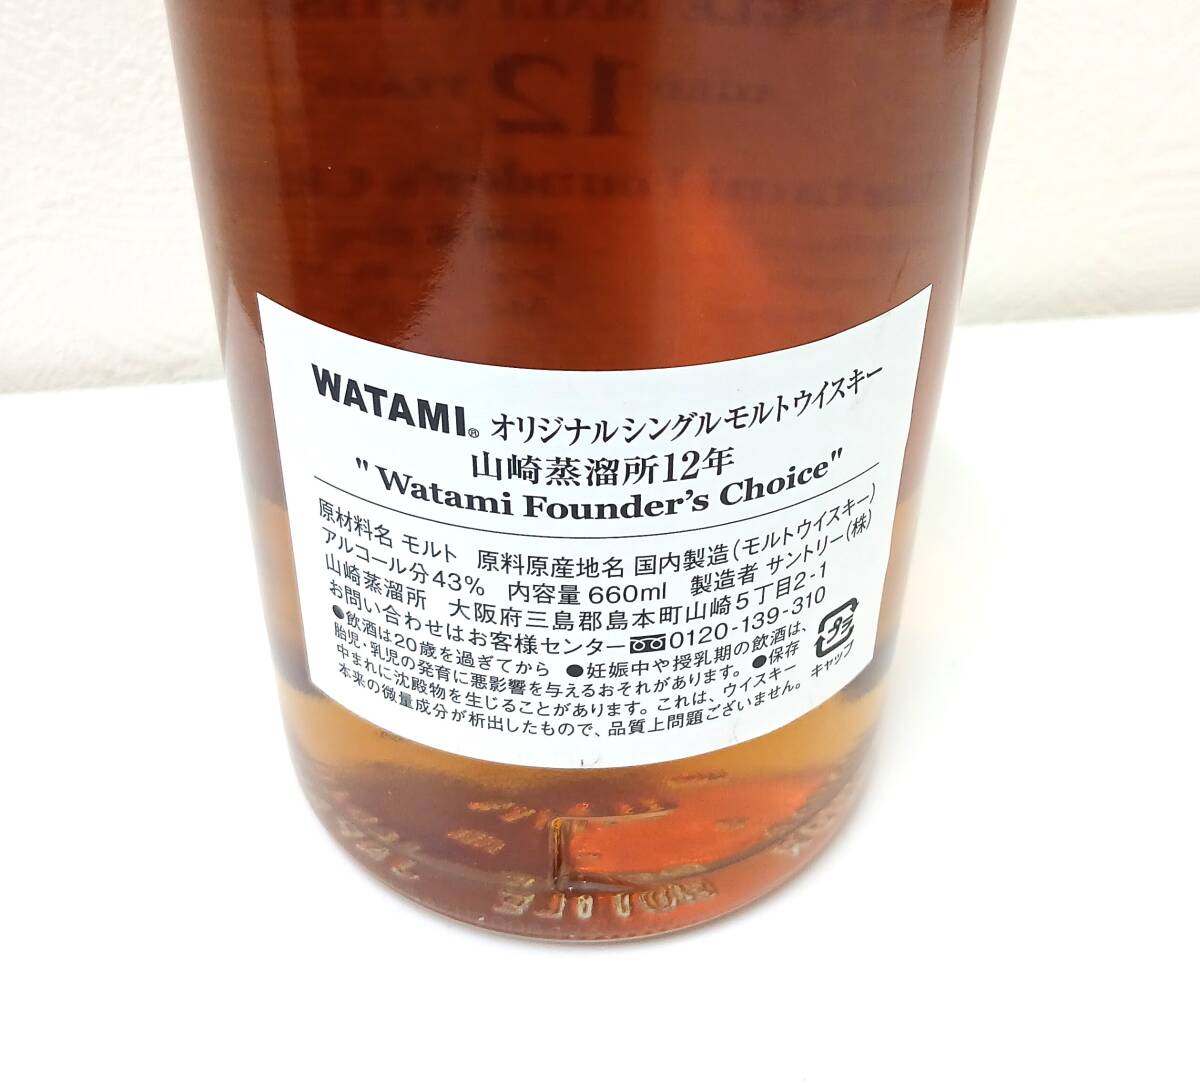 12
WATAMI® オリジナルシングルモルトウイスキー
山崎蒸溜所12年
"Watami Founder's Choice"
原材料名 モルト 原料原産地名 国内製造(モルトウイスキー)
アルコール分43% 内容量660ml 製造者 サントリー(株)
山崎蒸溜所 大阪府三島郡島本町山崎5丁目2-1
お問い合わせはお客様センター 0120-139-310
●飲酒は20歳を過ぎてから ●妊娠中や授乳期の飲酒は、
胎児・乳児の発育に悪影響を与えるおそれがあります。 ●保存
中まれに沈殿物を生じることがあります。これは、ウイスキー
本来の微量成分が析出したもので、品質上問題ございません。
プラ
キャップ